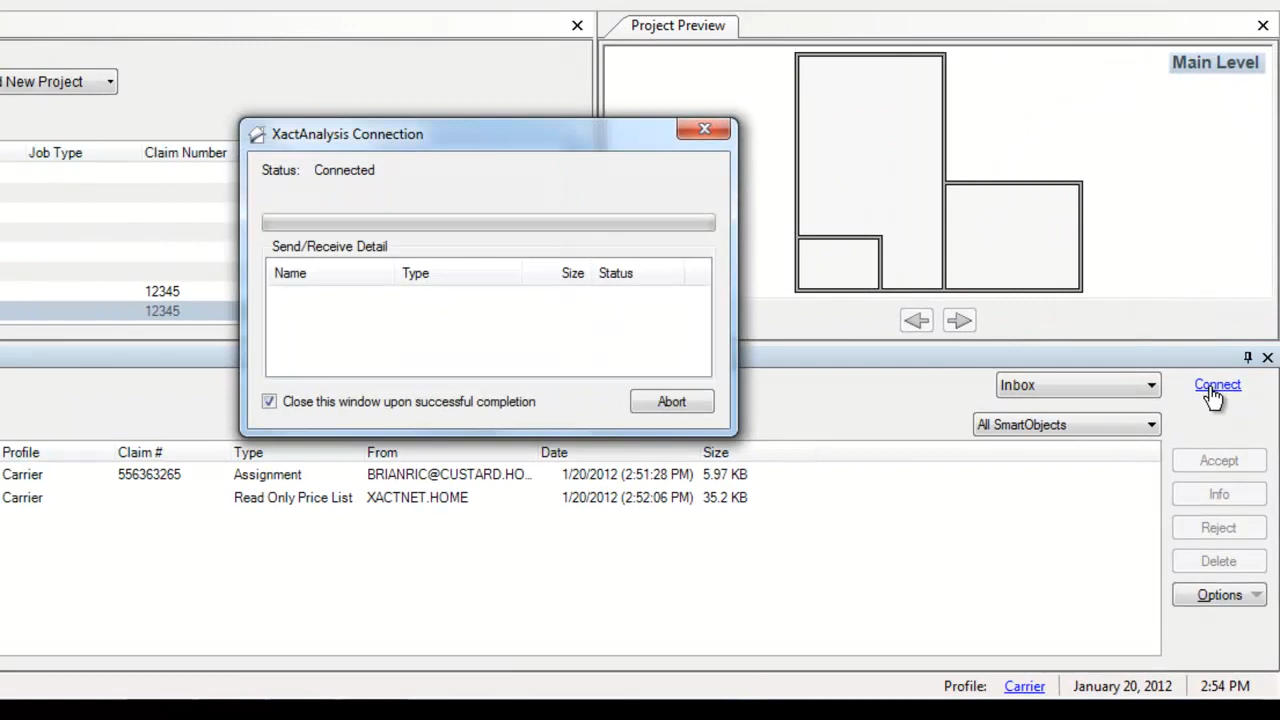 Project Preview
d New Project
Main Level
XactAnalysis Connection
Job Type Claim Number
Status: Connected
Send/Receive Detail
Name Type Size Status
12345
12345
Close this window upon successful completion Abort
Inbox Connect
All SmartObjects
Profile Claim # Type From Date Size
Carrier 556363265 Assignment BRIANRIC@CUSTARD.HO... 1/20/2012 (2:51:28 PM) 5.97 KB
Carrier Read Only Price List XACTNET.HOME 1/20/2012 (2:52:06 PM) 35.2 KB
Accept
Info
Reject
Delete
Options
Profile: Carrier January 20, 2012 2:54 PM